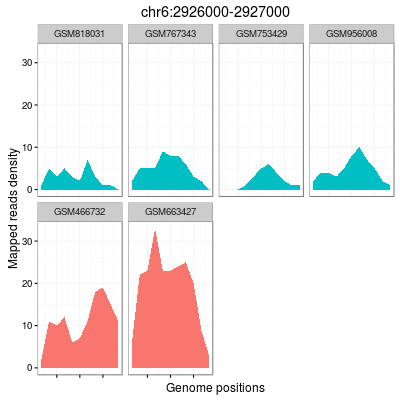 chr6:2926000-2927000
GSM818031 GSM767343 GSM753429 GSM956008
30
20
10
0
GSM466732 GSM663427
30
20
10
0
Mapped reads density
Genome positions